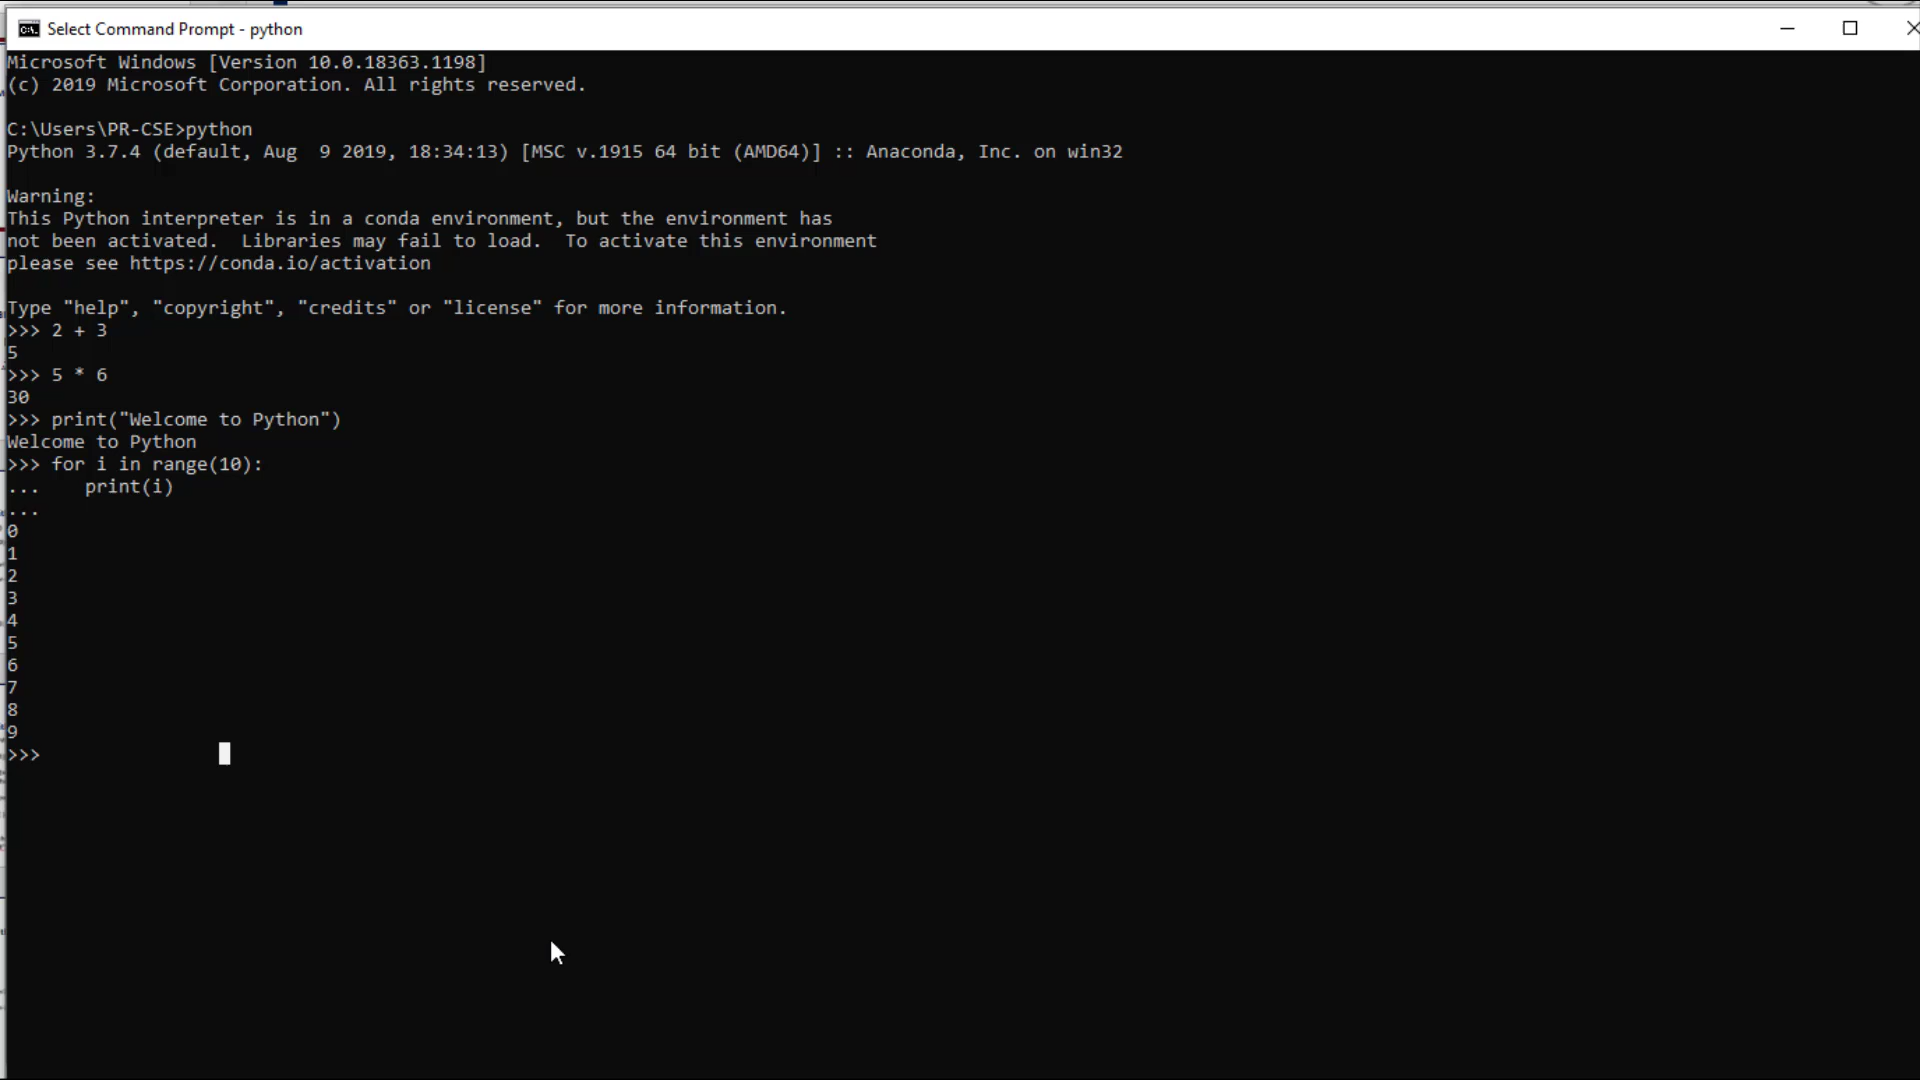 Select Command Prompt - python
Microsoft Windows [Version 10.0.18363.1198]
(c) 2019 Microsoft Corporation. All rights reserved.
C:\Users\PR-CSE>python
Python 3.7.4 (default, Aug  9 2019, 18:34:13) [MSC v.1915 64 bit (AMD64)] :: Anaconda, Inc. on win32
Warning:
This Python interpreter is in a conda environment, but the environment has
not been activated.  Libraries may fail to load.  To activate this environment
please see https://conda.io/activation
Type "help", "copyright", "credits" or "license" for more information.
>>> 2 + 3
5
>>> 5 * 6
30
>>> print("Welcome to Python")
Welcome to Python
>>> for i in range(10):
...    print(i)
...
0
1
2
3
4
5
6
7
8
9
>>>